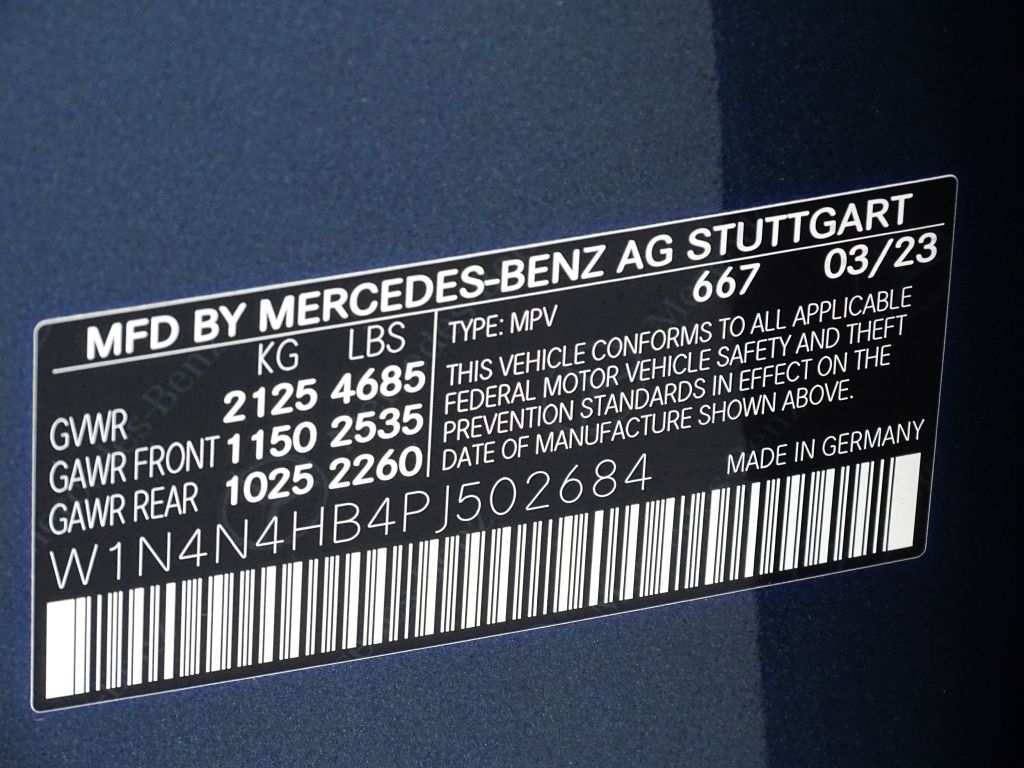 MFD BY MERCEDES-BENZ AG STUTTGART
667 03/23
KG LBS
GVWR 2125 4685
GAWR FRONT 1150 2535
GAWR REAR 1025 2260
TYPE: MPV
THIS VEHICLE CONFORMS TO ALL APPLICABLE
FEDERAL MOTOR VEHICLE SAFETY AND THEFT
PREVENTION STANDARDS IN EFFECT ON THE
DATE OF MANUFACTURE SHOWN ABOVE.
MADE IN GERMANY
W1N4N4HB4PJ502684